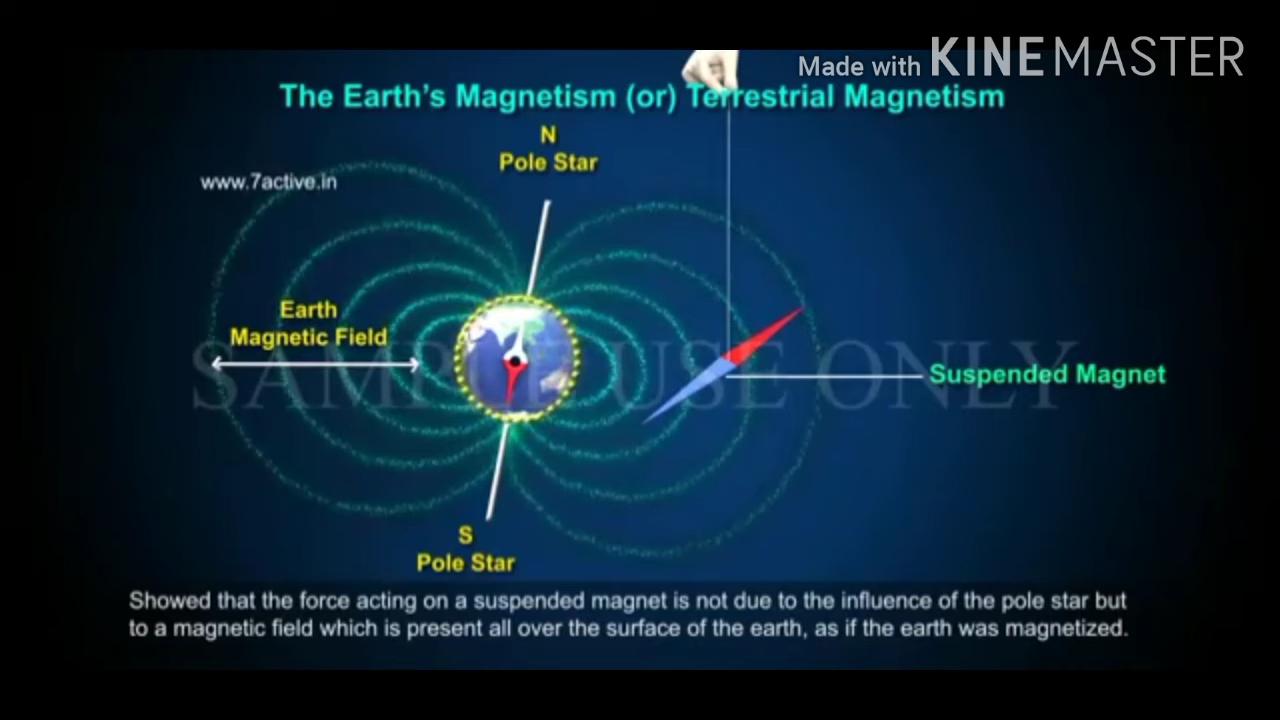 Made with KINEMASTER
The Earth's Magnetism (or) Terrestrial Magnetism
N
Pole Star
www.7active.in
Earth
Magnetic Field
SAMPLE USE ONLY
Suspended Magnet
S
Pole Star
Showed that the force acting on a suspended magnet is not due to the influence of the pole star but
to a magnetic field which is present all over the surface of the earth, as if the earth was magnetized.